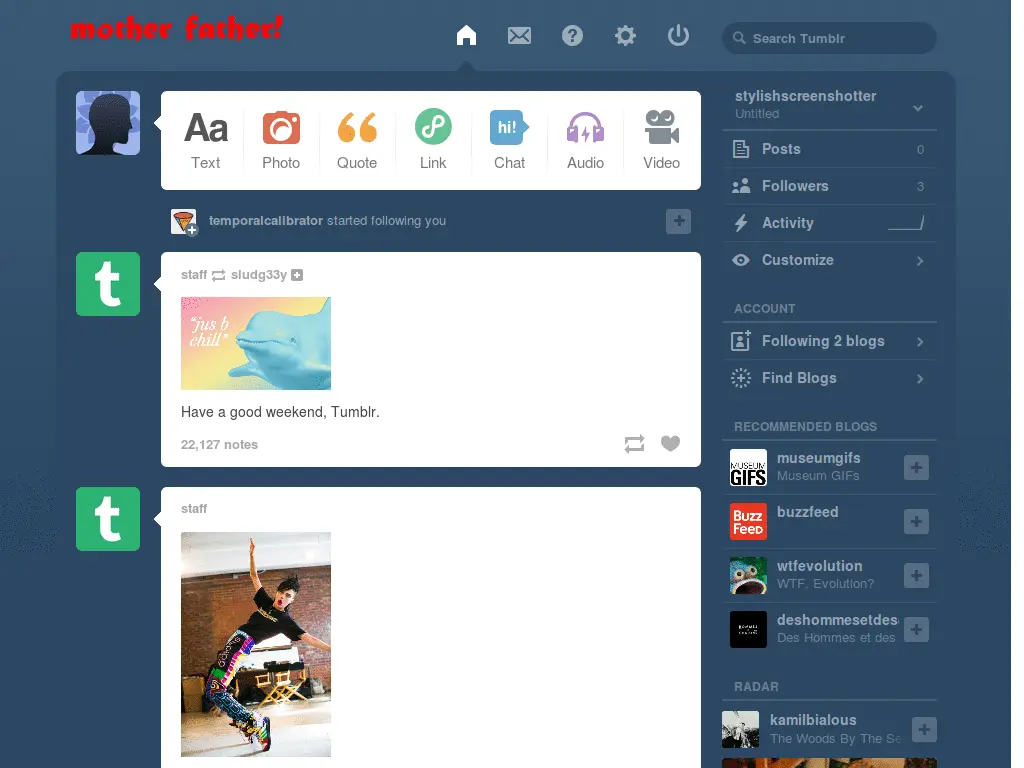 mother father!
?
Search Tumblr
Aa
Text
Photo
Quote
Link
hi!
Chat
Audio
Video
temporalcalibrator started following you
t
staff sludg33y
"jus b
chill"
Have a good weekend, Tumblr.
22,127 notes
t
staff
stylishscreenshotter
Untitled
Posts 0
Followers 3
Activity
Customize
ACCOUNT
Following 2 blogs
Find Blogs
RECOMMENDED BLOGS
MUSEUM
GIFS
museumgifs
Museum GIFs
Buzz
Feed
buzzfeed
wtfevolution
WTF, Evolution?
deshommesetdes
Des Hommes et des
RADAR
kamilbialous
The Woods By The Se